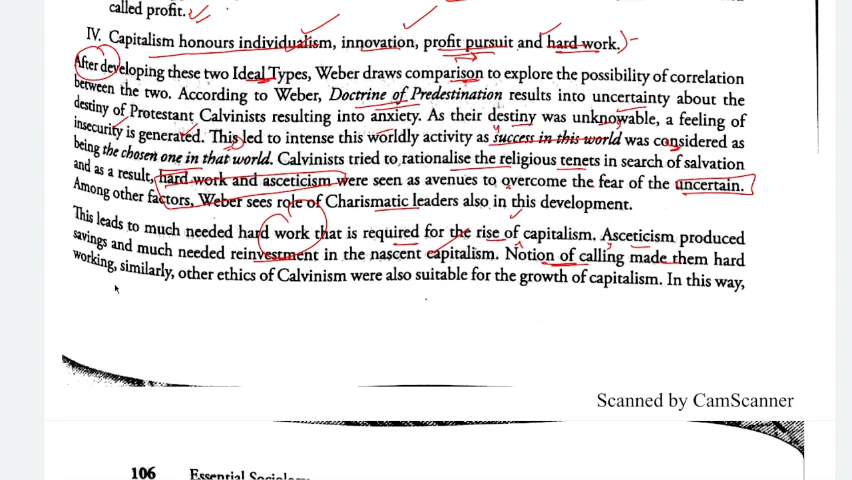 called profit.
IV. Capitalism honours individualism, innovation, profit pursuit and hard work.
After developing these two Ideal Types, Weber draws comparison to explore the possibility of correlation
between the two. According to Weber, Doctrine of Predestination results into uncertainty about the
destiny of Protestant Calvinists resulting into anxiety. As their destiny was unknowable, a feeling of
insecurity is generated. This led to intense this worldly activity as success in this world was considered as
being the chosen one in that world. Calvinists tried to rationalise the religious tenets in search of salvation
and as a result, hard work and asceticism were seen as avenues to overcome the fear of the uncertain.
Among other factors, Weber sees role of Charismatic leaders also in this development.
This leads to much needed hard work that is required for the rise of capitalism. Asceticism produced
savings and much needed reinvestment in the nascent capitalism. Notion of calling made them hard
working, similarly, other ethics of Calvinism were also suitable for the growth of capitalism. In this way,
Scanned by CamScanner
106 Essential Sociology